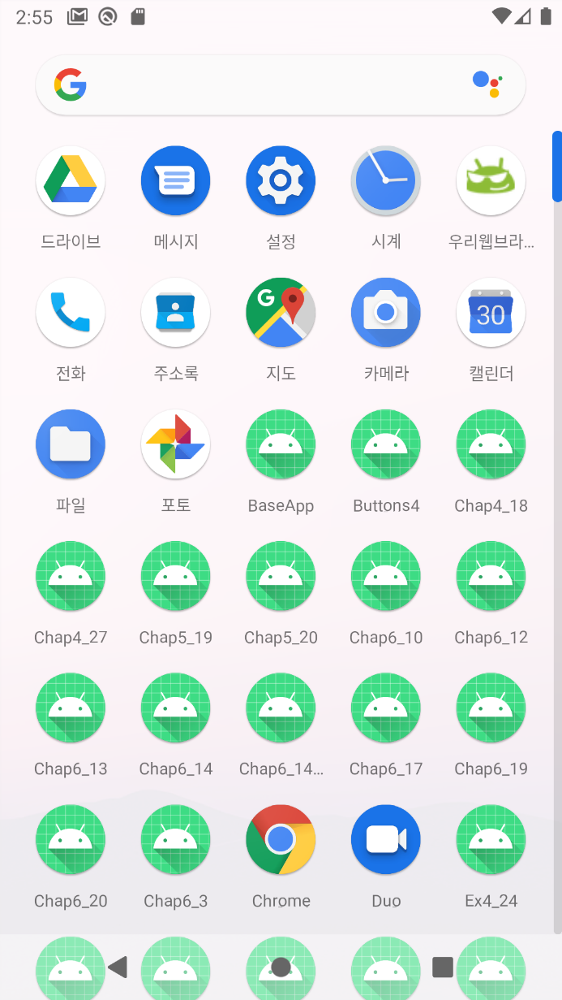 2:55
드라이브 메시지 설정 시계 우리웹브라...
30
전화 주소록 지도 카메라 캘린더
파일 포토 BaseApp Buttons4 Chap4_18
Chap4_27 Chap5_19 Chap5_20 Chap6_10 Chap6_12
Chap6_13 Chap6_14 Chap6_14... Chap6_17 Chap6_19
Chap6_20 Chap6_3 Chrome Duo Ex4_24